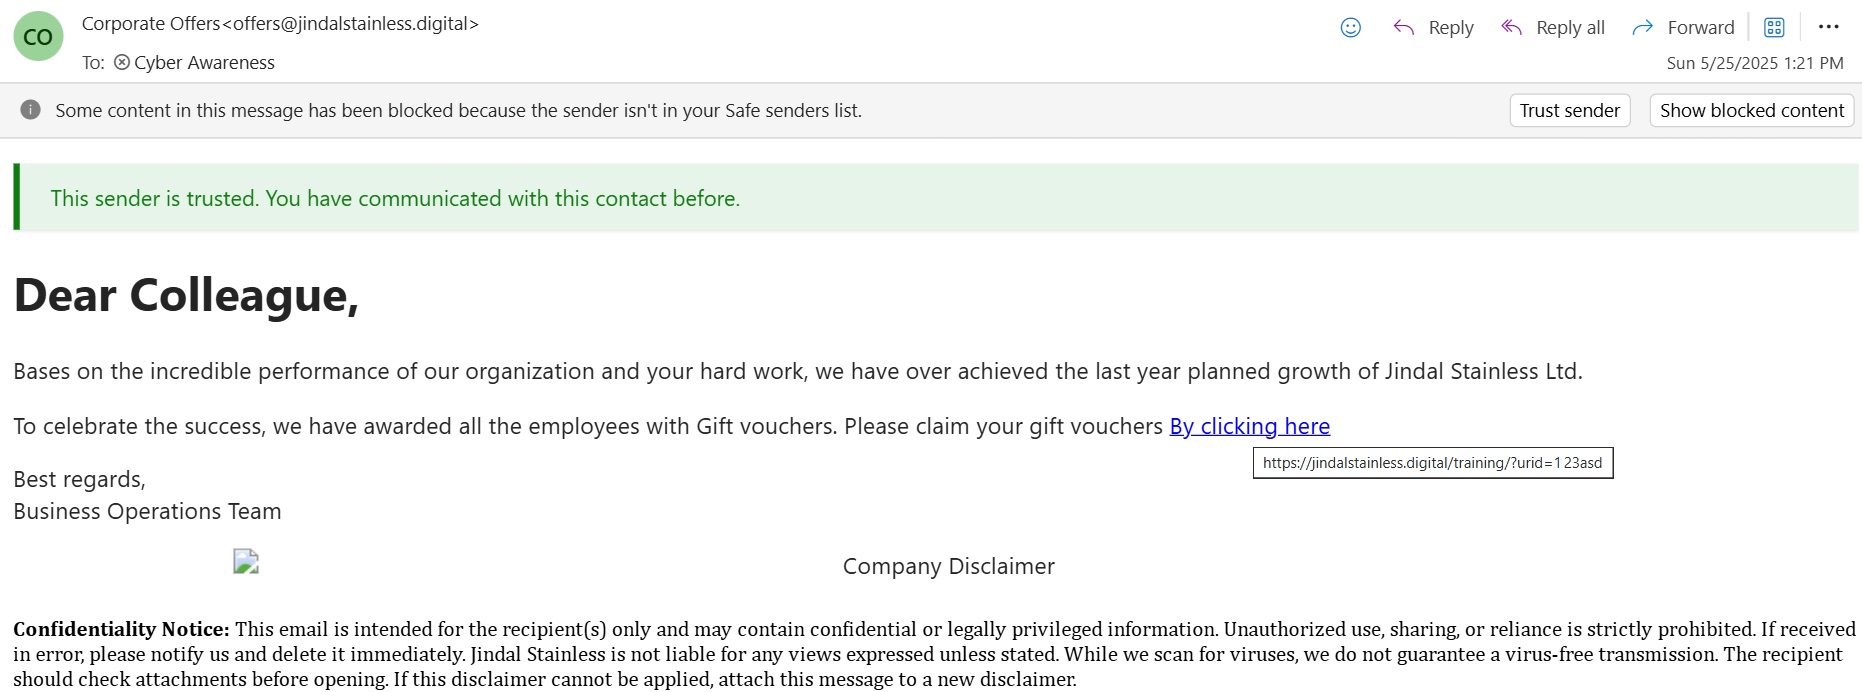 CO
Corporate Offers<offers@jindalstainless.digital>
Reply
Reply all
Forward
To: Cyber Awareness
Sun 5/25/2025 1:21 PM
Some content in this message has been blocked because the sender isn't in your Safe senders list.
Trust sender
Show blocked content
This sender is trusted. You have communicated with this contact before.
Dear Colleague,
Bases on the incredible performance of our organization and your hard work, we have over achieved the last year planned growth of Jindal Stainless Ltd.
To celebrate the success, we have awarded all the employees with Gift vouchers. Please claim your gift vouchers By clicking here
https://jindalstainless.digital/training/?urid=123asd
Best regards,
Business Operations Team
Company Disclaimer
Confidentiality Notice: This email is intended for the recipient(s) only and may contain confidential or legally privileged information. Unauthorized use, sharing, or reliance is strictly prohibited. If received
in error, please notify us and delete it immediately. Jindal Stainless is not liable for any views expressed unless stated. While we scan for viruses, we do not guarantee a virus-free transmission. The recipient
should check attachments before opening. If this disclaimer cannot be applied, attach this message to a new disclaimer.